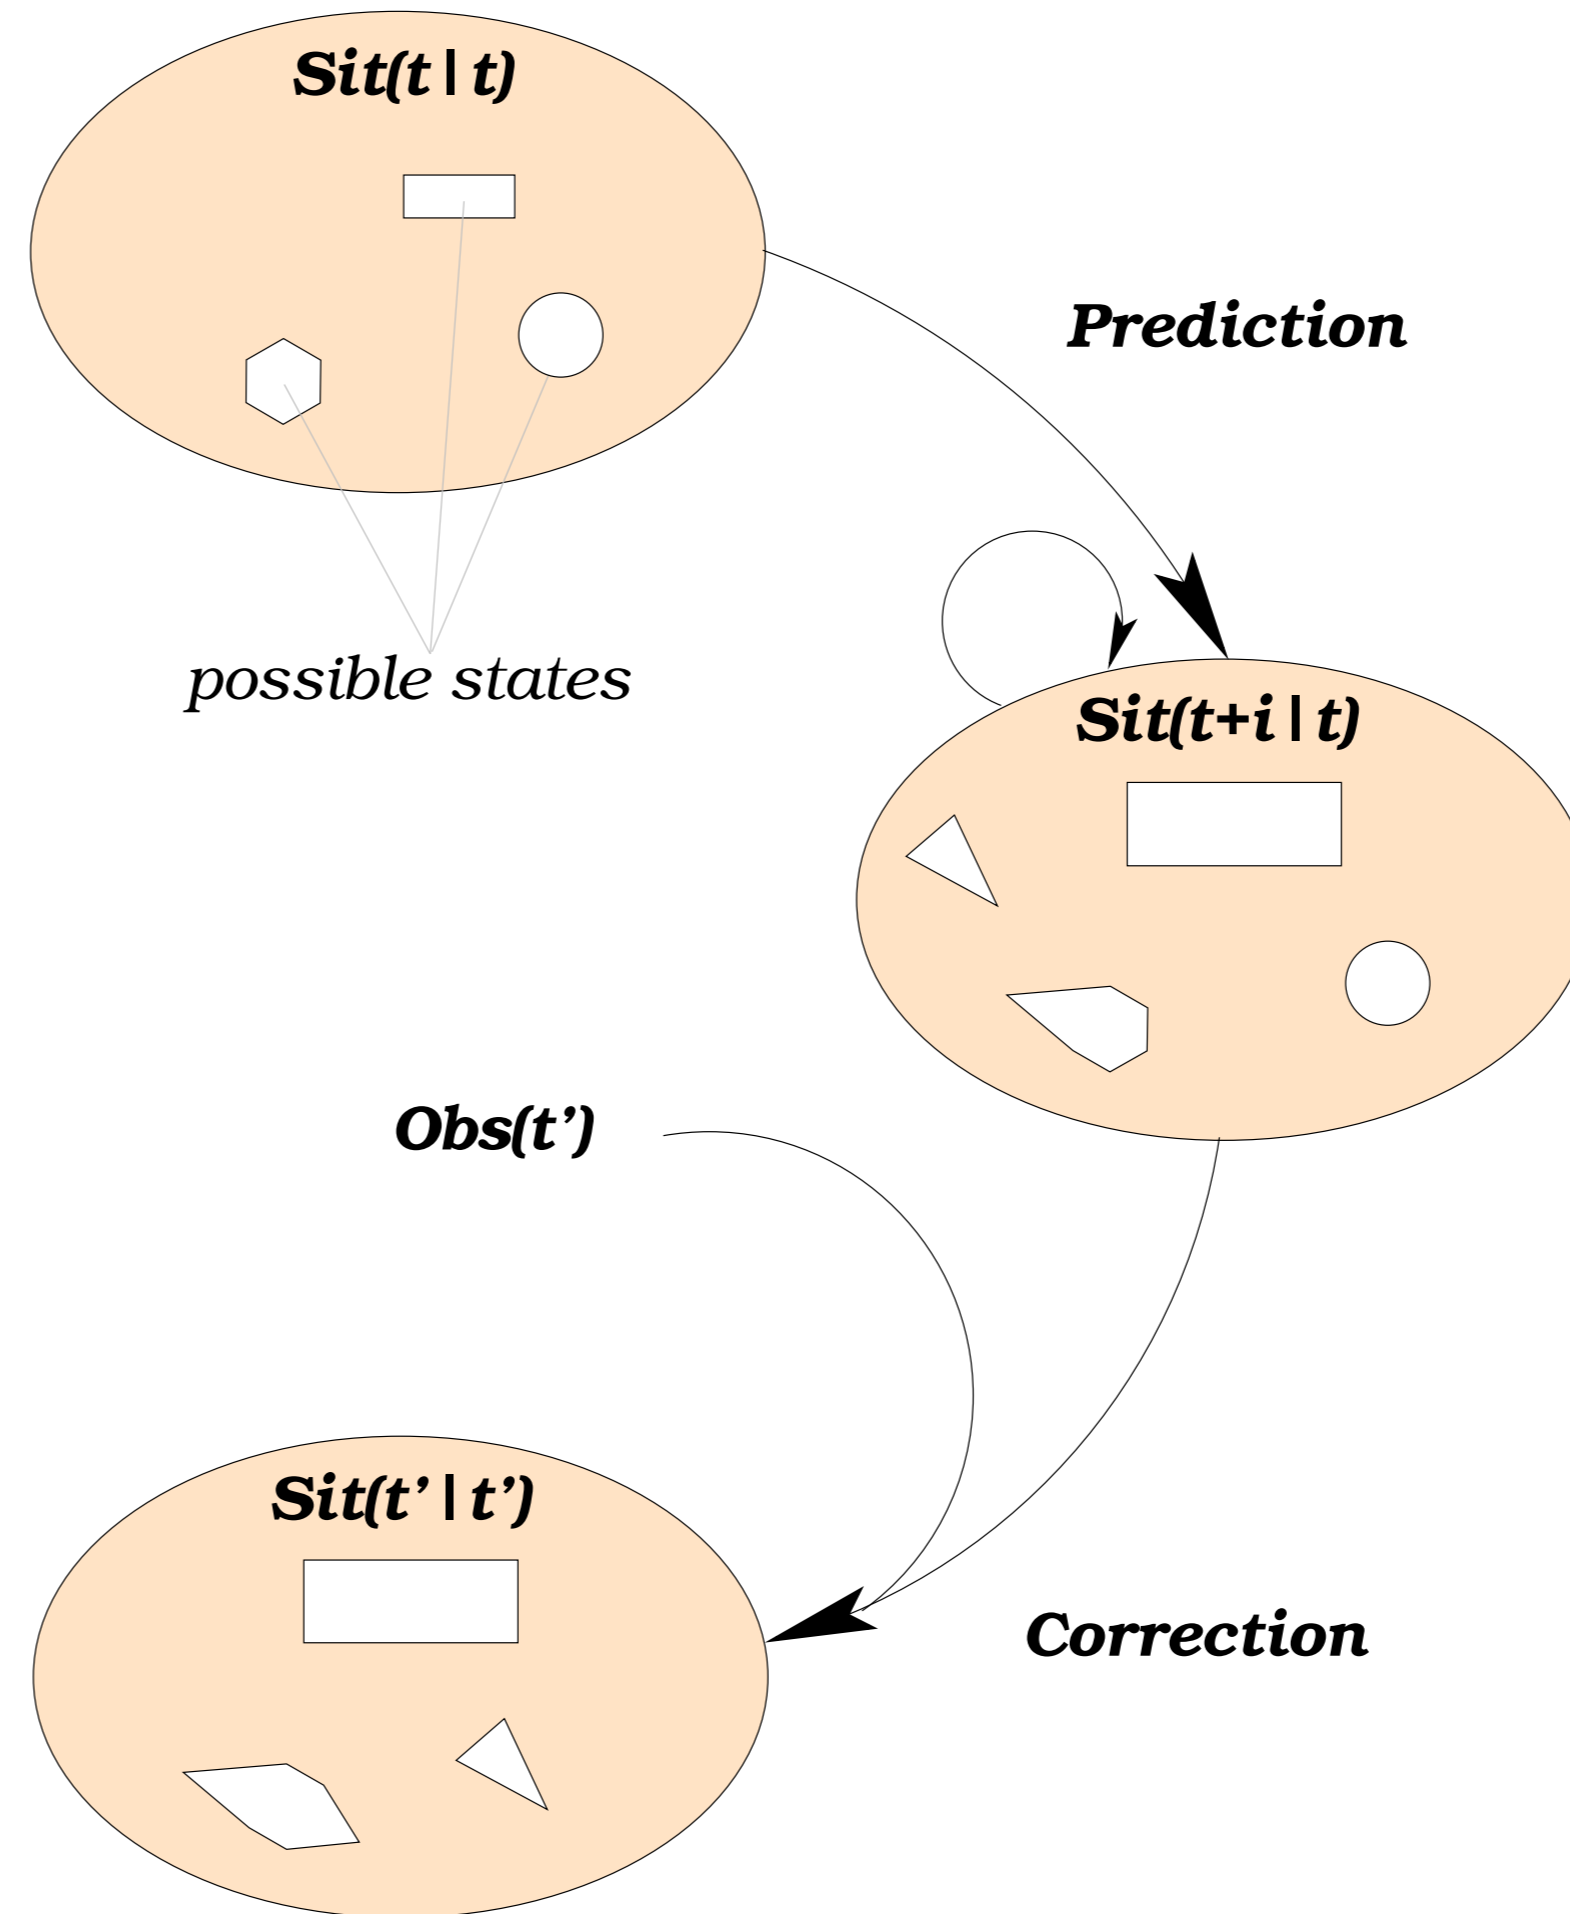 Sit(t|t)
Prediction
possible states
Sit(t+i|t)
Obs(t’)
Sit(t’|t’)
Correction